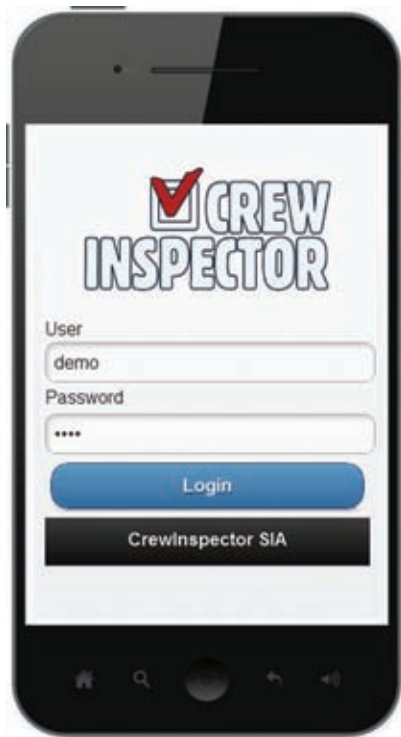 CREW
INSPECTOR
User
demo
Password
••••
Login
CrewInspector SIA